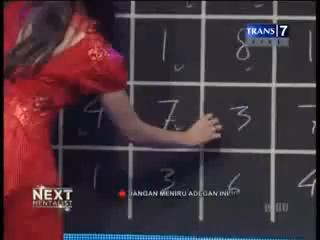 TRANS 7
1 8
4 7 3
1 3 6 4
JANGAN MENIRU ADEGAN INI
NEXT
MENTALIST